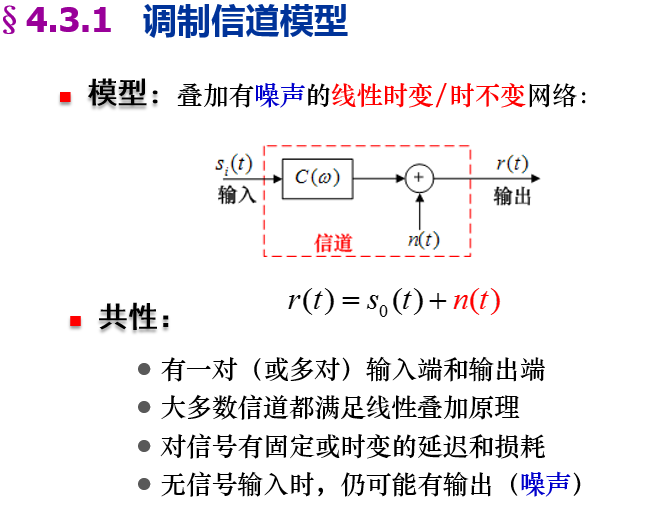 § 4.3.1 调制信道模型
模型：叠加有噪声的线性时变/时不变网络：
s_i(t) C(ω) + r(t)
输入 输出
信道 n(t)
r(t) = s_0(t) + n(t)
共性：
有一对（或多对）输入端和输出端
大多数信道都满足线性叠加原理
对信号有固定或时变的延迟和损耗
无信号输入时，仍可能有输出（噪声）